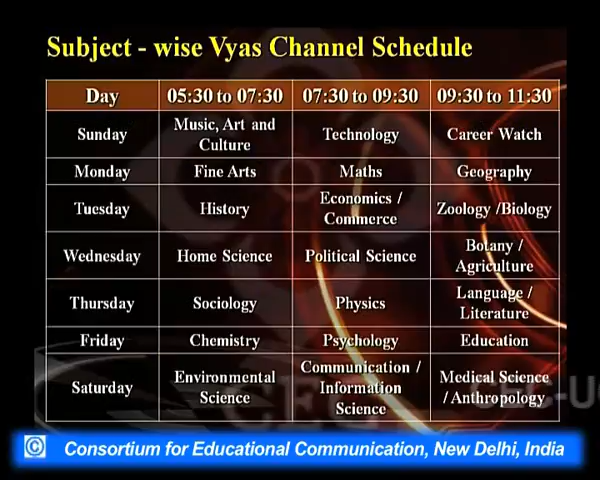 Subject - wise Vyas Channel Schedule
Day 05:30 to 07:30 07:30 to 09:30 09:30 to 11:30
Sunday Music, Art and Culture Technology Career Watch
Monday Fine Arts Maths Geography
Tuesday History Economics / Commerce Zoology /Biology
Wednesday Home Science Political Science Botany / Agriculture
Thursday Sociology Physics Language / Literature
Friday Chemistry Psychology Education
Saturday Environmental Science Communication / Information Science Medical Science / Anthropology
Consortium for Educational Communication, New Delhi, India